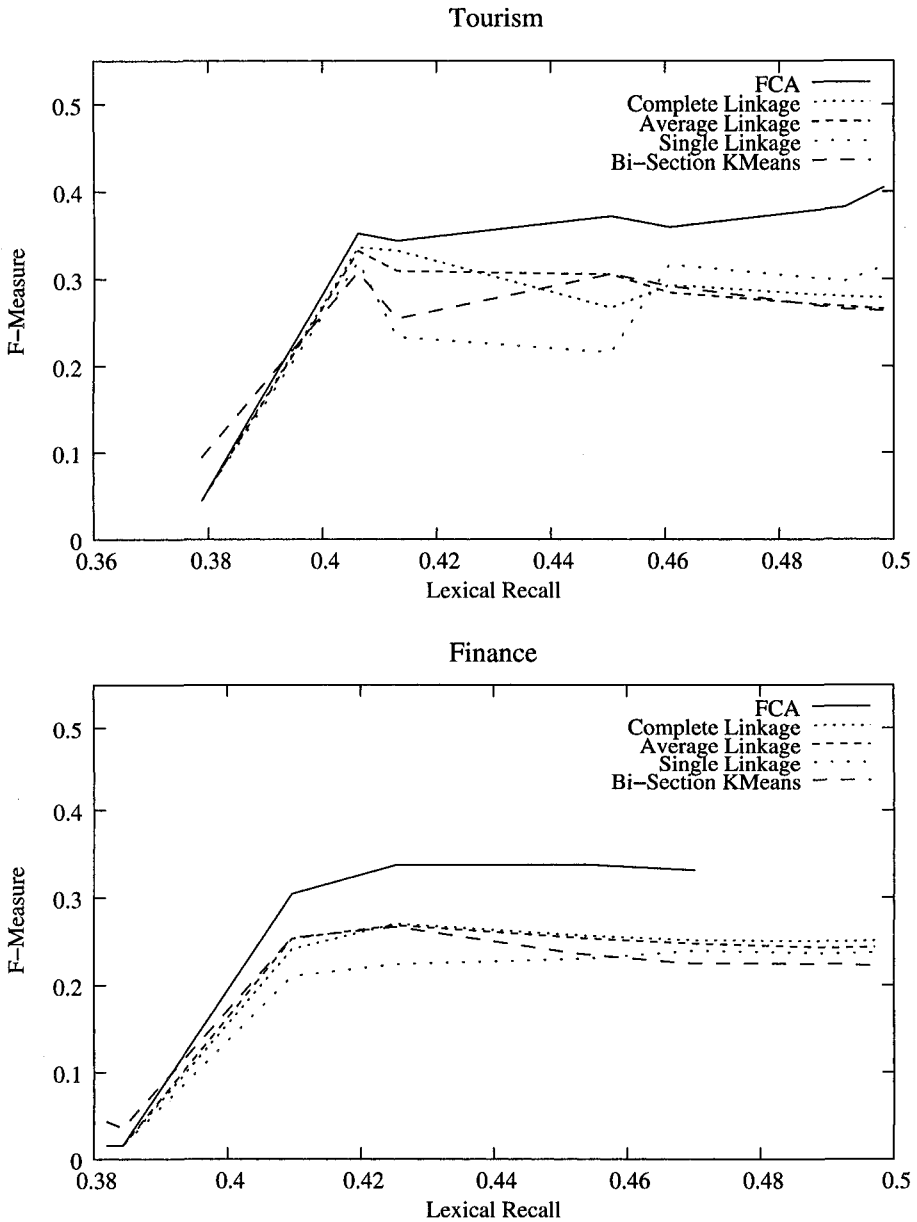 Tourism
0.5
0.4
0.3
0.2
0.1
0
F-Measure
FCA
Complete Linkage
Average Linkage
Single Linkage
Bi-Section KMeans
0.36 0.38 0.4 0.42 0.44 0.46 0.48 0.5
Lexical Recall
Finance
0.5
0.4
0.3
0.2
0.1
0
F-Measure
FCA
Complete Linkage
Average Linkage
Single Linkage
Bi-Section KMeans
0.38 0.4 0.42 0.44 0.46 0.48 0.5
Lexical Recall